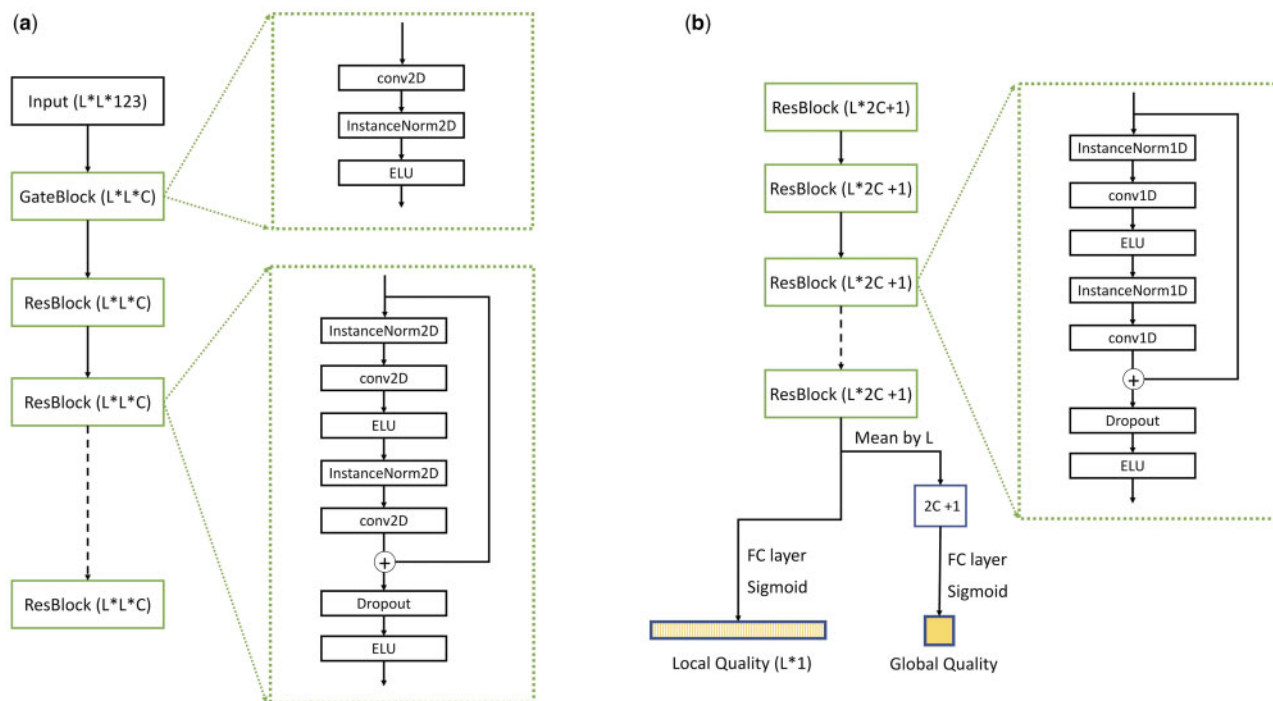 (a)
Input (L*L*123)
GateBlock (L*L*C)
ResBlock (L*L*C)
ResBlock (L*L*C)
ResBlock (L*L*C)
conv2D
InstanceNorm2D
ELU
InstanceNorm2D
conv2D
ELU
InstanceNorm2D
conv2D
+
Dropout
ELU
(b)
ResBlock (L*2C+1)
ResBlock (L*2C +1)
ResBlock (L*2C +1)
ResBlock (L*2C +1)
Mean by L
2C +1
FC layer
Sigmoid
FC layer
Sigmoid
Local Quality (L*1)
Global Quality
InstanceNorm1D
conv1D
ELU
InstanceNorm1D
conv1D
+
Dropout
ELU